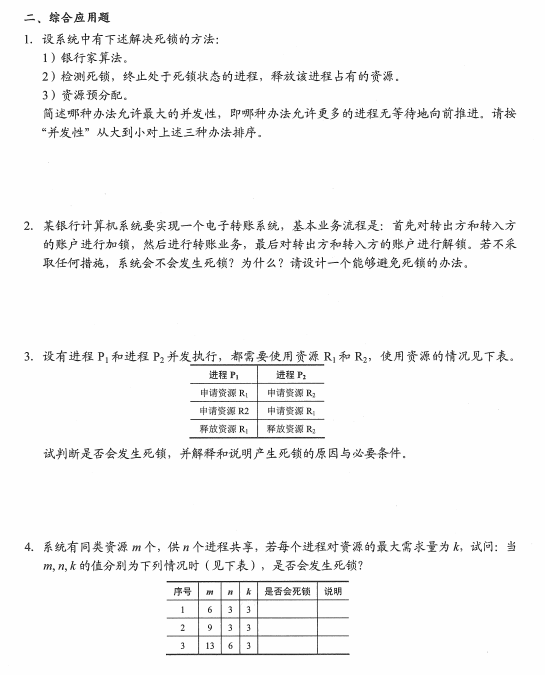 二、综合应用题
1. 设系统中有下述解决死锁的方法：
1）银行家算法。
2）检测死锁，终止处于死锁状态的进程，释放该进程占有的资源。
3）资源预分配。
简述哪种办法允许最大的并发性，即哪种办法允许更多的进程无等待地向前推进。请按
“并发性”从大到小对上述三种办法排序。
2. 某银行计算机系统要实现一个电子转账系统，基本业务流程是：首先对转出方和转入方
的账户进行加锁，然后进行转账业务，最后对转出方和转入方的账户进行解锁。若不采
取任何措施，系统会不会发生死锁？为什么？请设计一个能够避免死锁的办法。
3. 设有进程 P1 和进程 P2 并发执行，都需要使用资源 R1 和 R2，使用资源的情况见下表。
进程 P1 进程 P2
申请资源 R1 申请资源 R2
申请资源 R2 申请资源 R1
释放资源 R1 释放资源 R2
试判断是否会发生死锁，并解释和说明产生死锁的原因与必要条件。
4. 系统有同类资源 m 个，供 n 个进程共享，若每个进程对资源的最大需求量为 k，试问：当
m, n, k 的值分别为下列情况时（见下表），是否会发生死锁？
序号 m n k 是否会死锁 说明
1 6 3 3
2 9 3 3
3 13 6 3